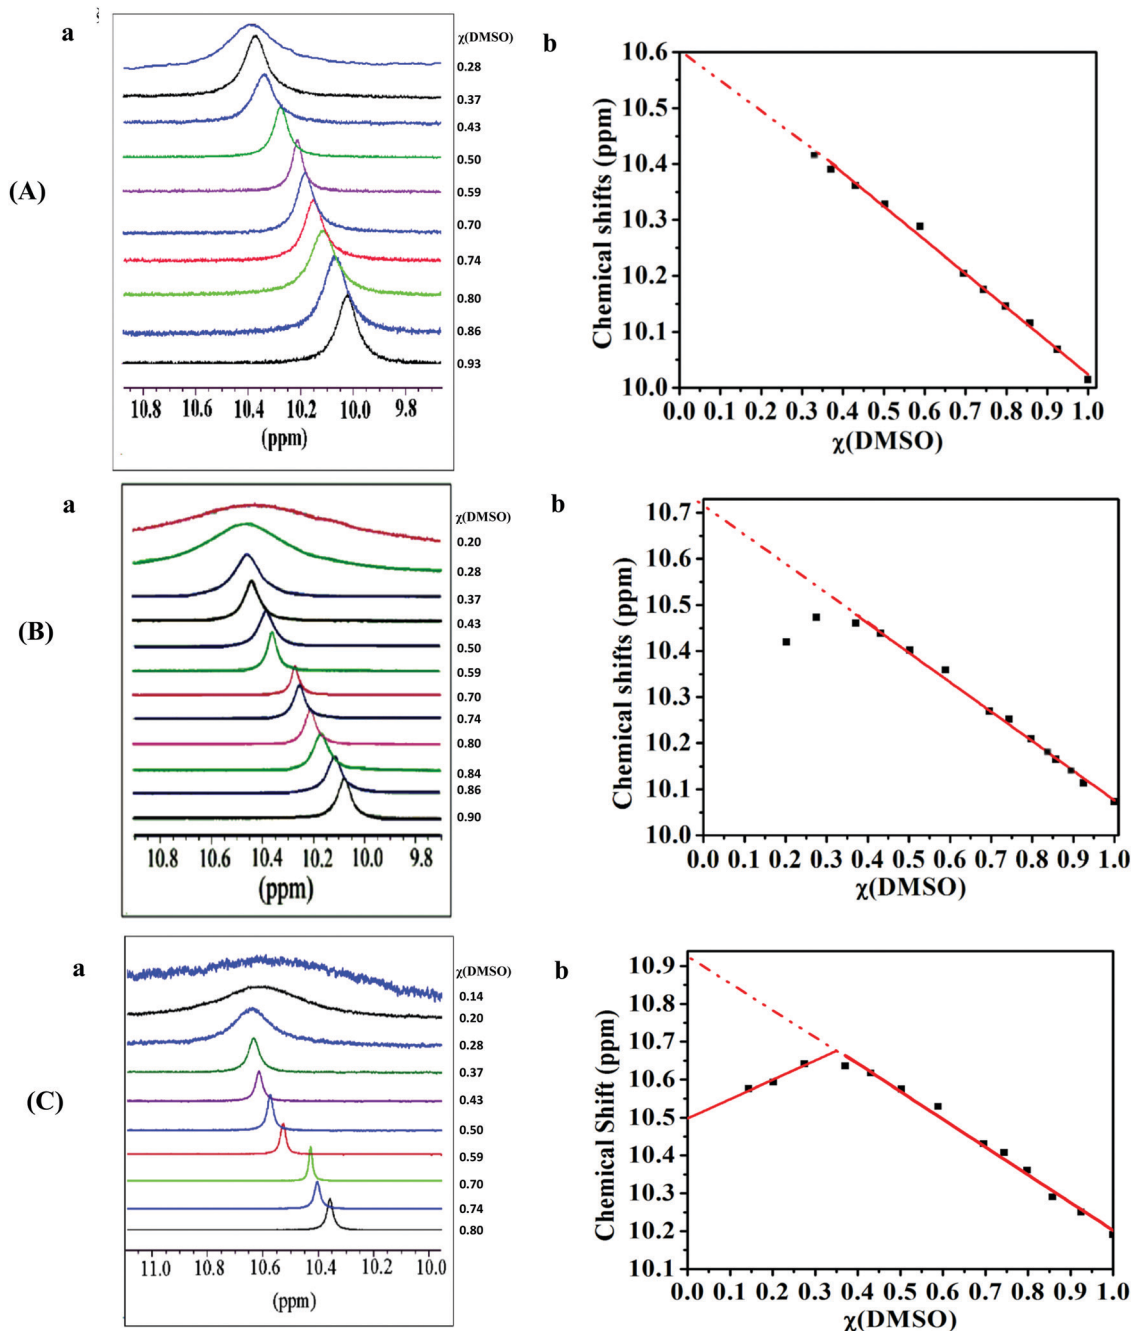 a
χ(DMSO)
0.28
0.37
0.43
0.50
0.59
0.70
0.74
0.80
0.86
0.93
10.8 10.6 10.4 10.2 10.0 9.8
(ppm)
(A)
b
10.6
10.5
10.4
10.3
10.2
10.1
10.0
Chemical shifts (ppm)
0.0 0.1 0.2 0.3 0.4 0.5 0.6 0.7 0.8 0.9 1.0
χ(DMSO)
a
χ(DMSO)
0.20
0.28
0.37
0.43
0.50
0.59
0.70
0.74
0.80
0.84
0.86
0.90
10.8 10.6 10.4 10.2 10.0 9.8
(ppm)
(B)
b
10.7
10.6
10.5
10.4
10.3
10.2
10.1
10.0
Chemical shifts (ppm)
0.0 0.1 0.2 0.3 0.4 0.5 0.6 0.7 0.8 0.9 1.0
χ(DMSO)
a
χ(DMSO)
0.14
0.20
0.28
0.37
0.43
0.50
0.59
0.70
0.74
0.80
11.0 10.8 10.6 10.4 10.2 10.0
(ppm)
(C)
b
10.9
10.8
10.7
10.6
10.5
10.4
10.3
10.2
10.1
Chemical Shift (ppm)
0.0 0.1 0.2 0.3 0.4 0.5 0.6 0.7 0.8 0.9 1.0
χ(DMSO)